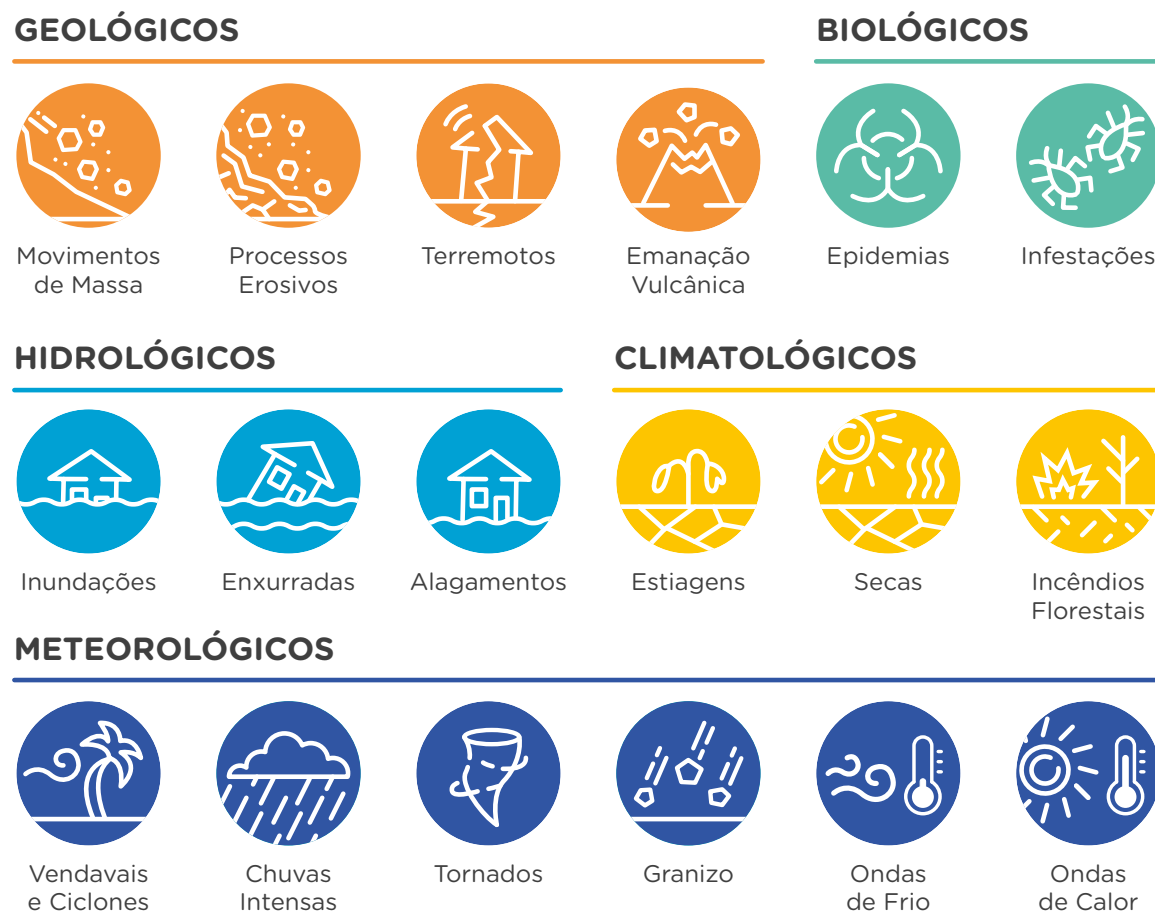 GEOLÓGICOS
Movimentos
de Massa
Processos
Erosivos
Terremotos
Emanação
Vulcânica
BIOLÓGICOS
Epidemias
Infestações
HIDROLÓGICOS
Inundações
Enxurradas
Alagamentos
CLIMATOLÓGICOS
Estiagens
Secas
Incêndios
Florestais
METEOROLÓGICOS
Vendavais
e Ciclones
Chuvas
Intensas
Tornados
Granizo
Ondas
de Frio
Ondas
de Calor